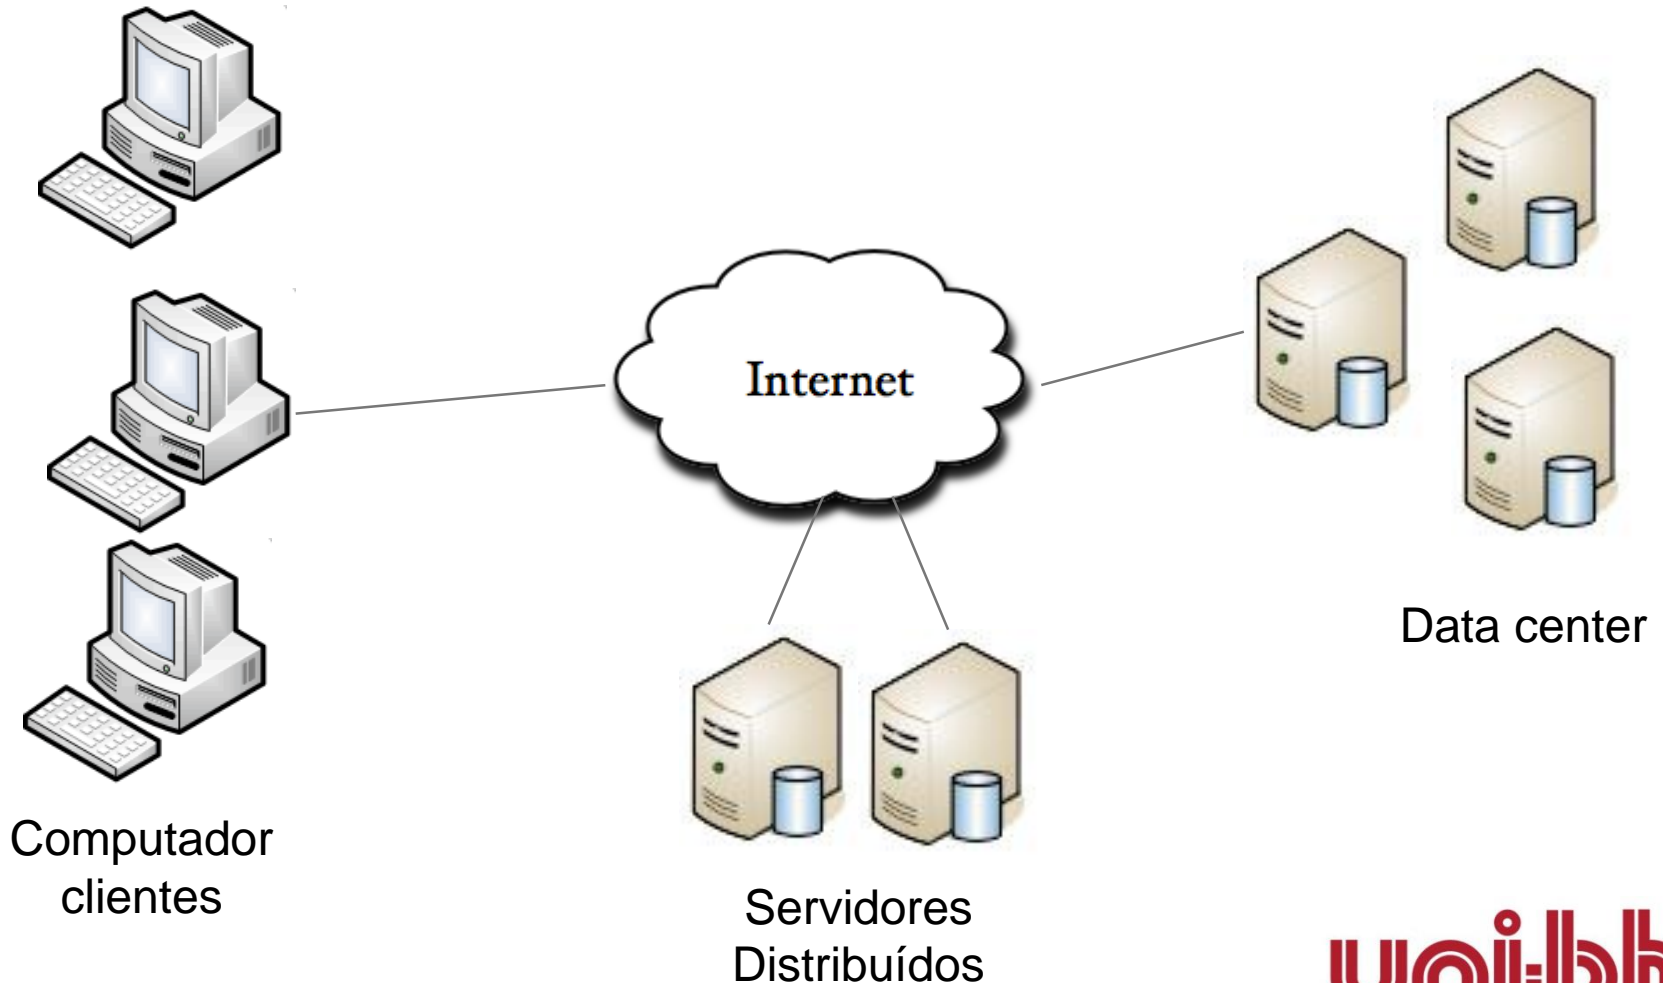 Internet
Data center
Computador
clientes
Servidores
Distribuídos